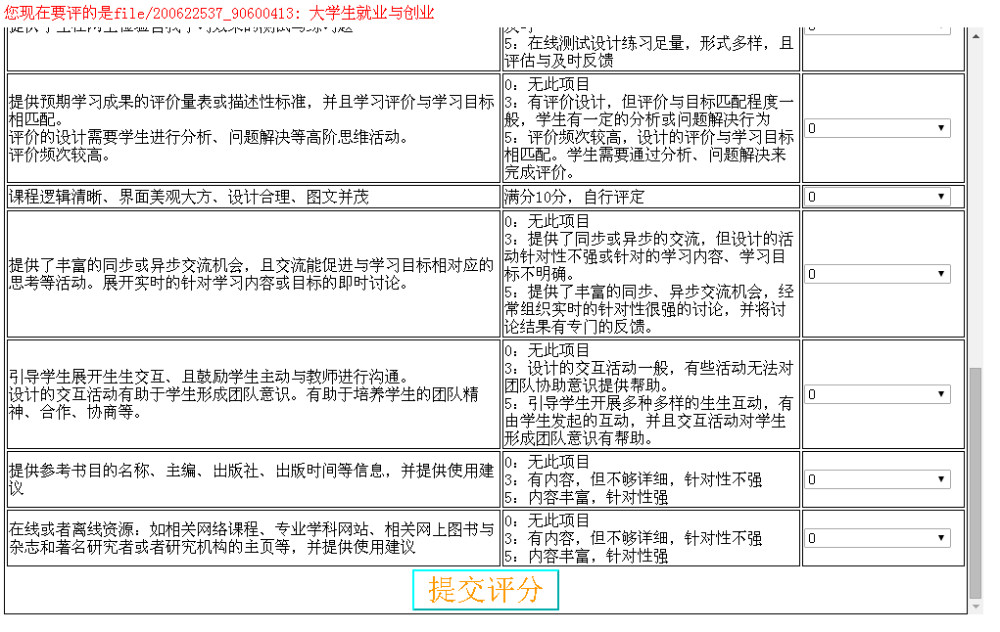 您现在要评的是file/200622537_90600413: 大学生就业与创业
5: 在线测试设计练习足量，形式多样，且
评估与及时反馈
提供预期学习成果的评价量表或描述性标准，并且学习评价与学习目标
相匹配。
评价的设计需要学生进行分析、问题解决等高阶思维活动。
评价频次较高。
0: 无此项目
3: 有评价设计，但评价与目标匹配程度一
般，学生有一定的分析或问题解决行为
5: 评价频次较高，设计的评价与学习目标
相匹配。学生需要通过分析、问题解决来
完成评价。
0
课程逻辑清晰、界面美观大方、设计合理、图文并茂
满分10分，自行评定
0
提供了丰富的同步或异步交流机会，且交流能促进与学习目标相对应的
思考等活动。展开实时的针对学习内容或目标的即时讨论。
0: 无此项目
3: 提供了同步或异步的交流，但设计的活
动针对性不强或针对的学习内容、学习目
标不明确。
5: 提供了丰富的同步、异步交流机会，经
常组织实时的针对性很强的讨论，并将讨
论结果有专门的反馈。
0
引导学生展开生生交互、且鼓励学生主动与教师进行沟通。
设计的交互活动有助于学生形成团队意识。有助于培养学生的团队精
神、合作、协商等。
0: 无此项目
3: 设计的交互活动一般，有些活动无法对
团队协助意识提供帮助。
5: 引导学生开展多种多样的生生互动，有
由学生发起的互动，并且交互活动对学生
形成团队意识有帮助。
0
提供参考书目的名称、主编、出版社、出版时间等信息，并提供使用建
议
0: 无此项目
3: 有内容，但不够详细，针对性不强
5: 内容丰富，针对性强
0
在线或者离线资源：如相关网络课程、专业学科网站、相关网上图书与
杂志和著名研究者或者研究机构的主页等，并提供使用建议
0: 无此项目
3: 有内容，但不够详细，针对性不强
5: 内容丰富，针对性强
0
提交评分